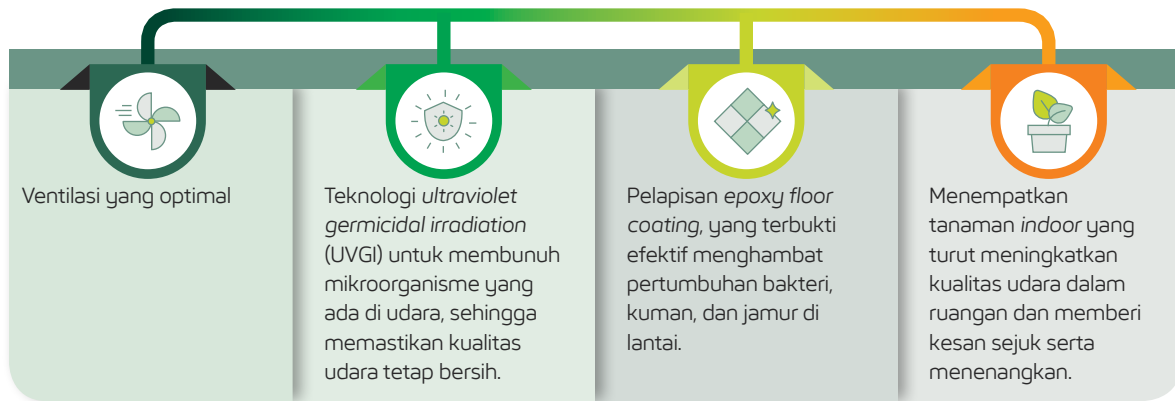 Ventilasi yang optimal
Teknologi ultraviolet
germicidal irradiation
(UVGI) untuk membunuh
mikroorganisme yang
ada di udara, sehingga
memastikan kualitas
udara tetap bersih.
Pelapisan epoxy floor
coating, yang terbukti
efektif menghambat
pertumbuhan bakteri,
kuman, dan jamur di
lantai.
Menempatkan
tanaman indoor yang
turut meningkatkan
kualitas udara dalam
ruangan dan memberi
kesan sejuk serta
menenangkan.